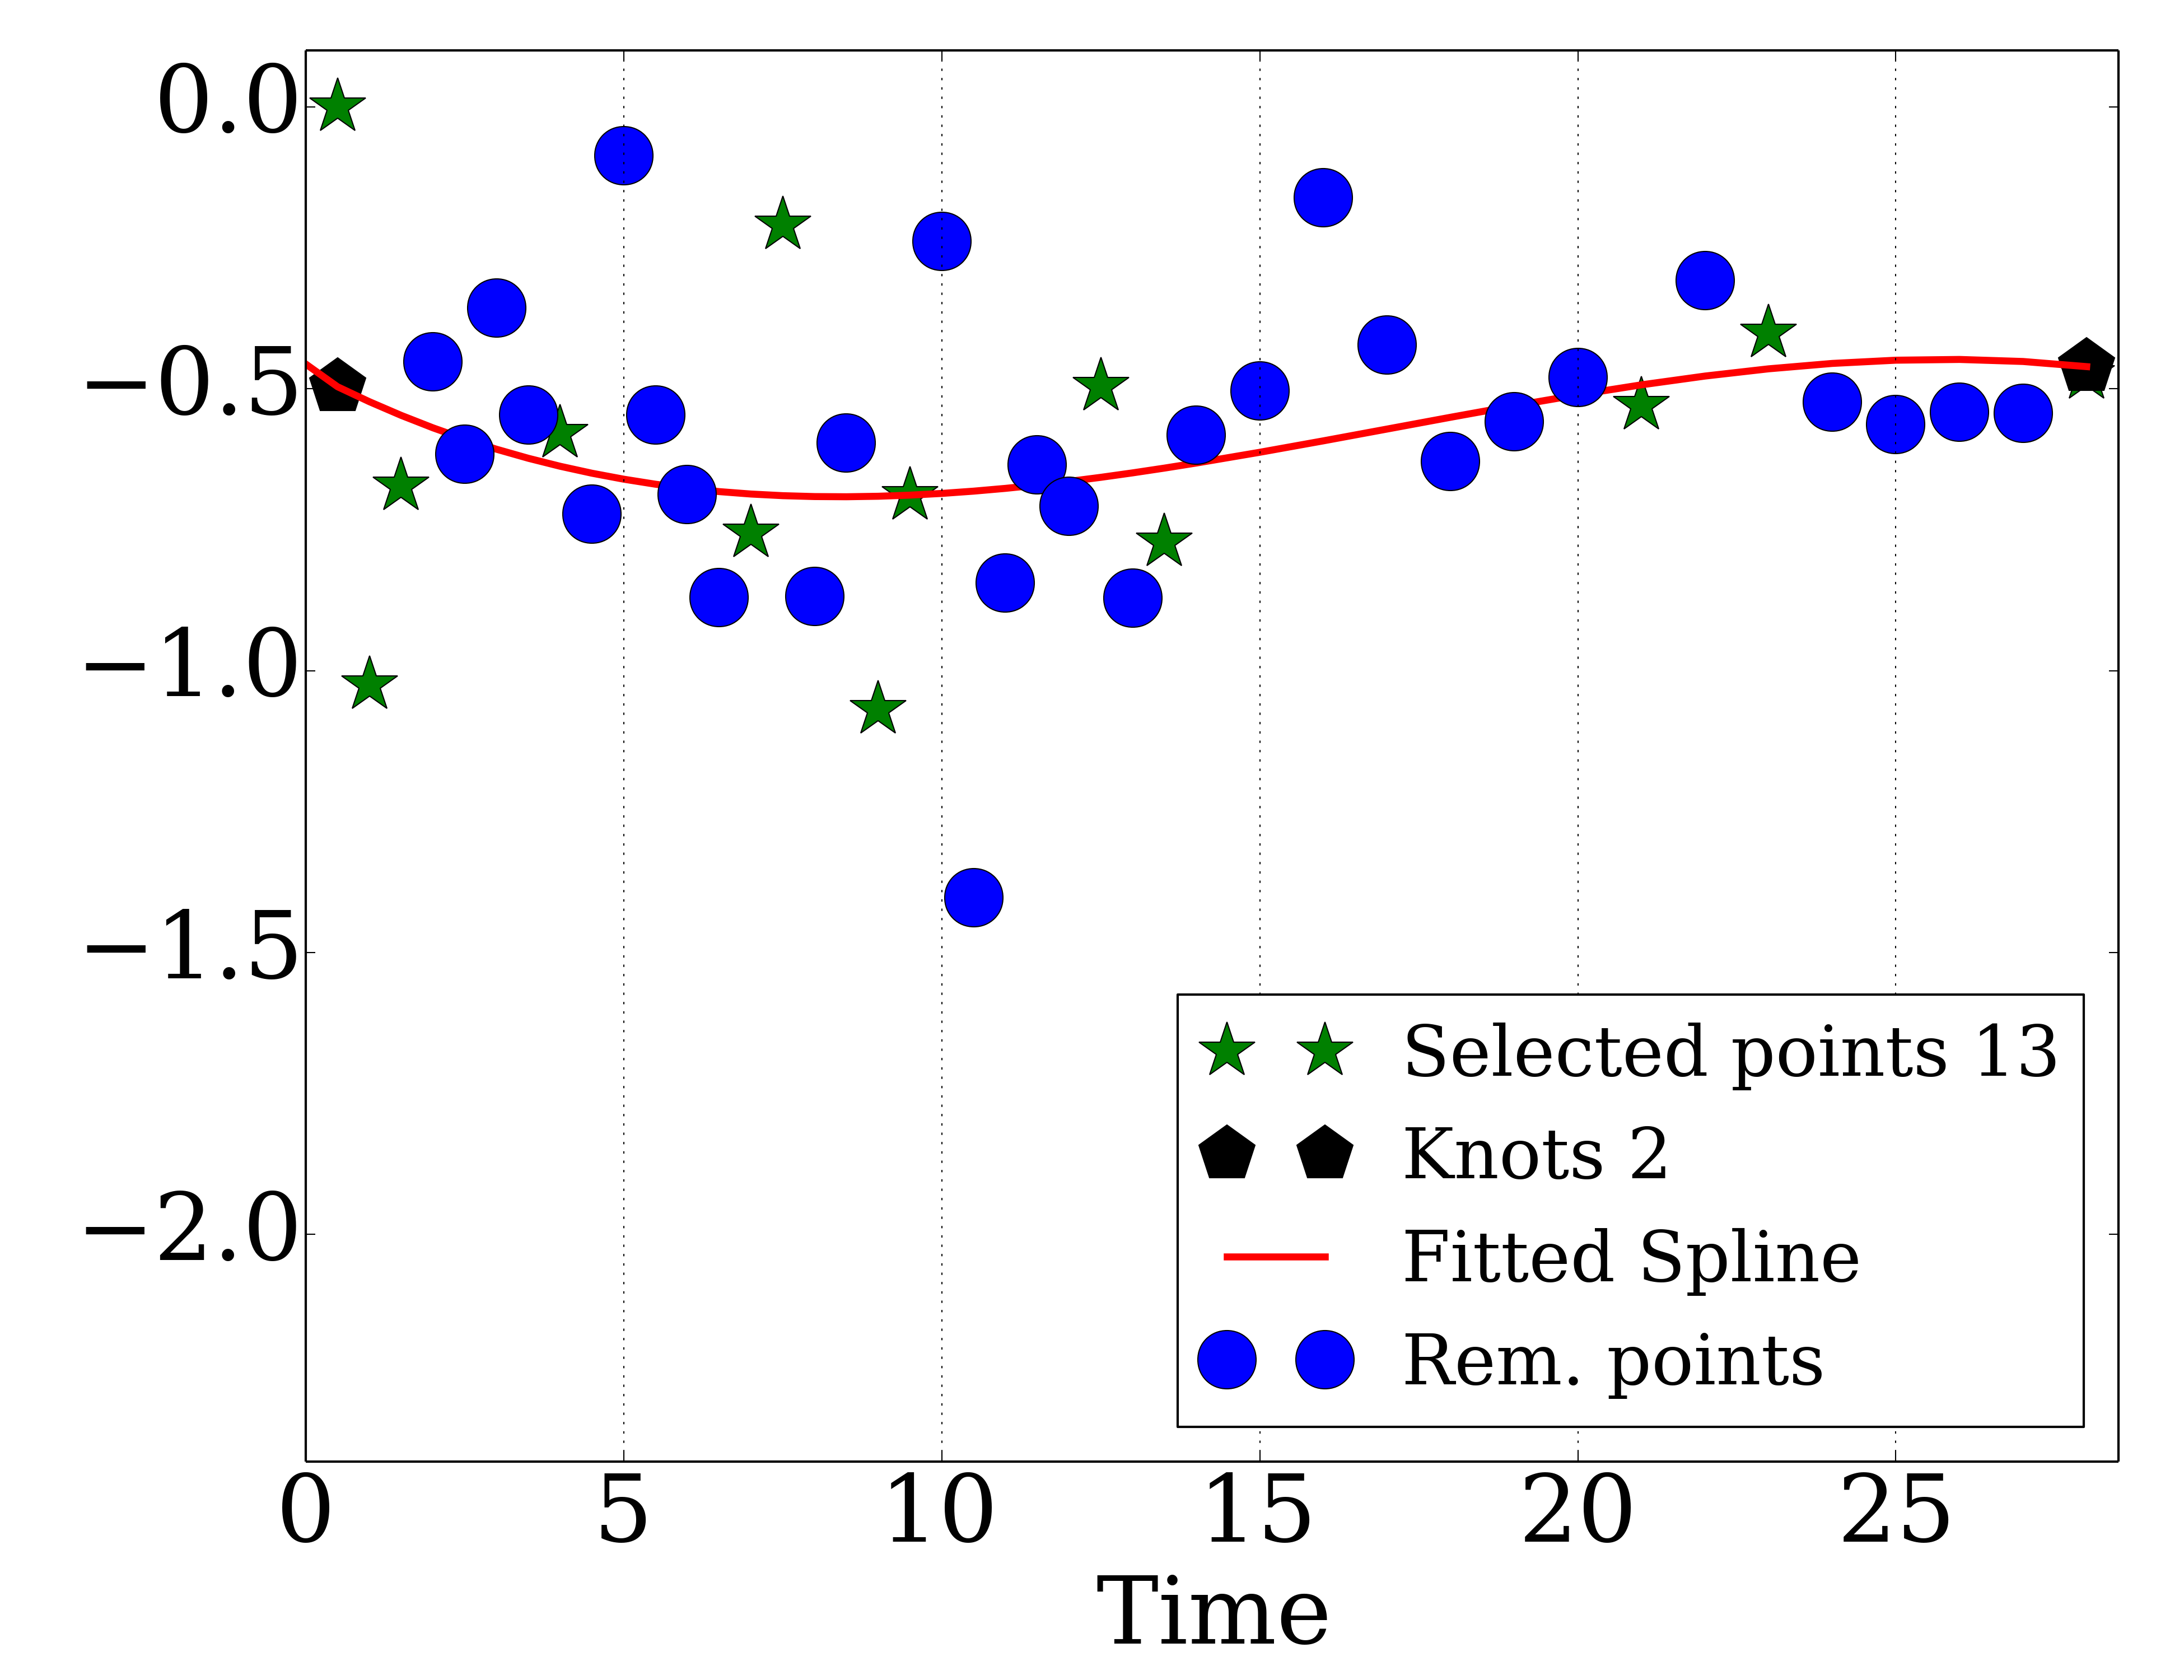 0.0
−0.5
−1.0
−1.5
−2.0
Selected points 13
Knots 2
Fitted Spline
Rem. points
0 5 10 15 20 25
Time